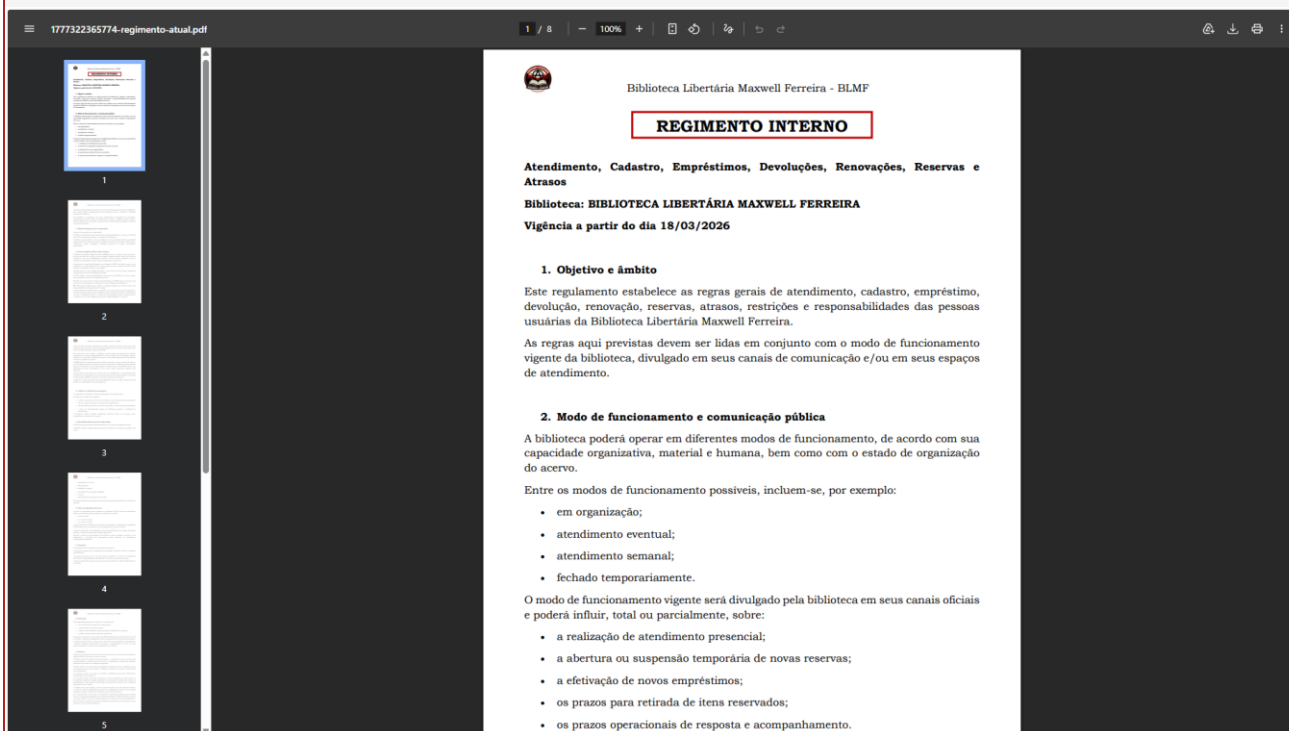 1777322365774-regimento-atual.pdf
1 / 8
100%
1
2
3
4
5
Biblioteca Libertária Maxwell Ferreira - BLMF
REGIMENTO INTERNO
Atendimento, Cadastro, Empréstimos, Devoluções, Renovações, Reservas e
Atrasos
Biblioteca: BIBLIOTECA LIBERTÁRIA MAXWELL FERREIRA
Vigência a partir do dia 18/03/2026
1. Objetivo e âmbito
Este regulamento estabelece as regras gerais de atendimento, cadastro, empréstimo,
devolução, renovação, reservas, atrasos, restrições e responsabilidades das pessoas
usuárias da Biblioteca Libertária Maxwell Ferreira.
As regras aqui previstas devem ser lidas em conjunto com o modo de funcionamento
vigente da biblioteca, divulgado em seus canais de comunicação e/ou em seus espaços
de atendimento.
2. Modo de funcionamento e comunicação pública
A biblioteca poderá operar em diferentes modos de funcionamento, de acordo com sua
capacidade organizativa, material e humana, bem como com o estado de organização
do acervo.
Entre os modos de funcionamento possíveis, incluem-se, por exemplo:
• em organização;
• atendimento eventual;
• atendimento semanal;
• fechado temporariamente.
O modo de funcionamento vigente será divulgado pela biblioteca em seus canais oficiais
e poderá influir, total ou parcialmente, sobre:
• a realização de atendimento presencial;
• a abertura ou suspensão temporária de novas reservas;
• a efetivação de novos empréstimos;
• os prazos para retirada de itens reservados;
• os prazos operacionais de resposta e acompanhamento.